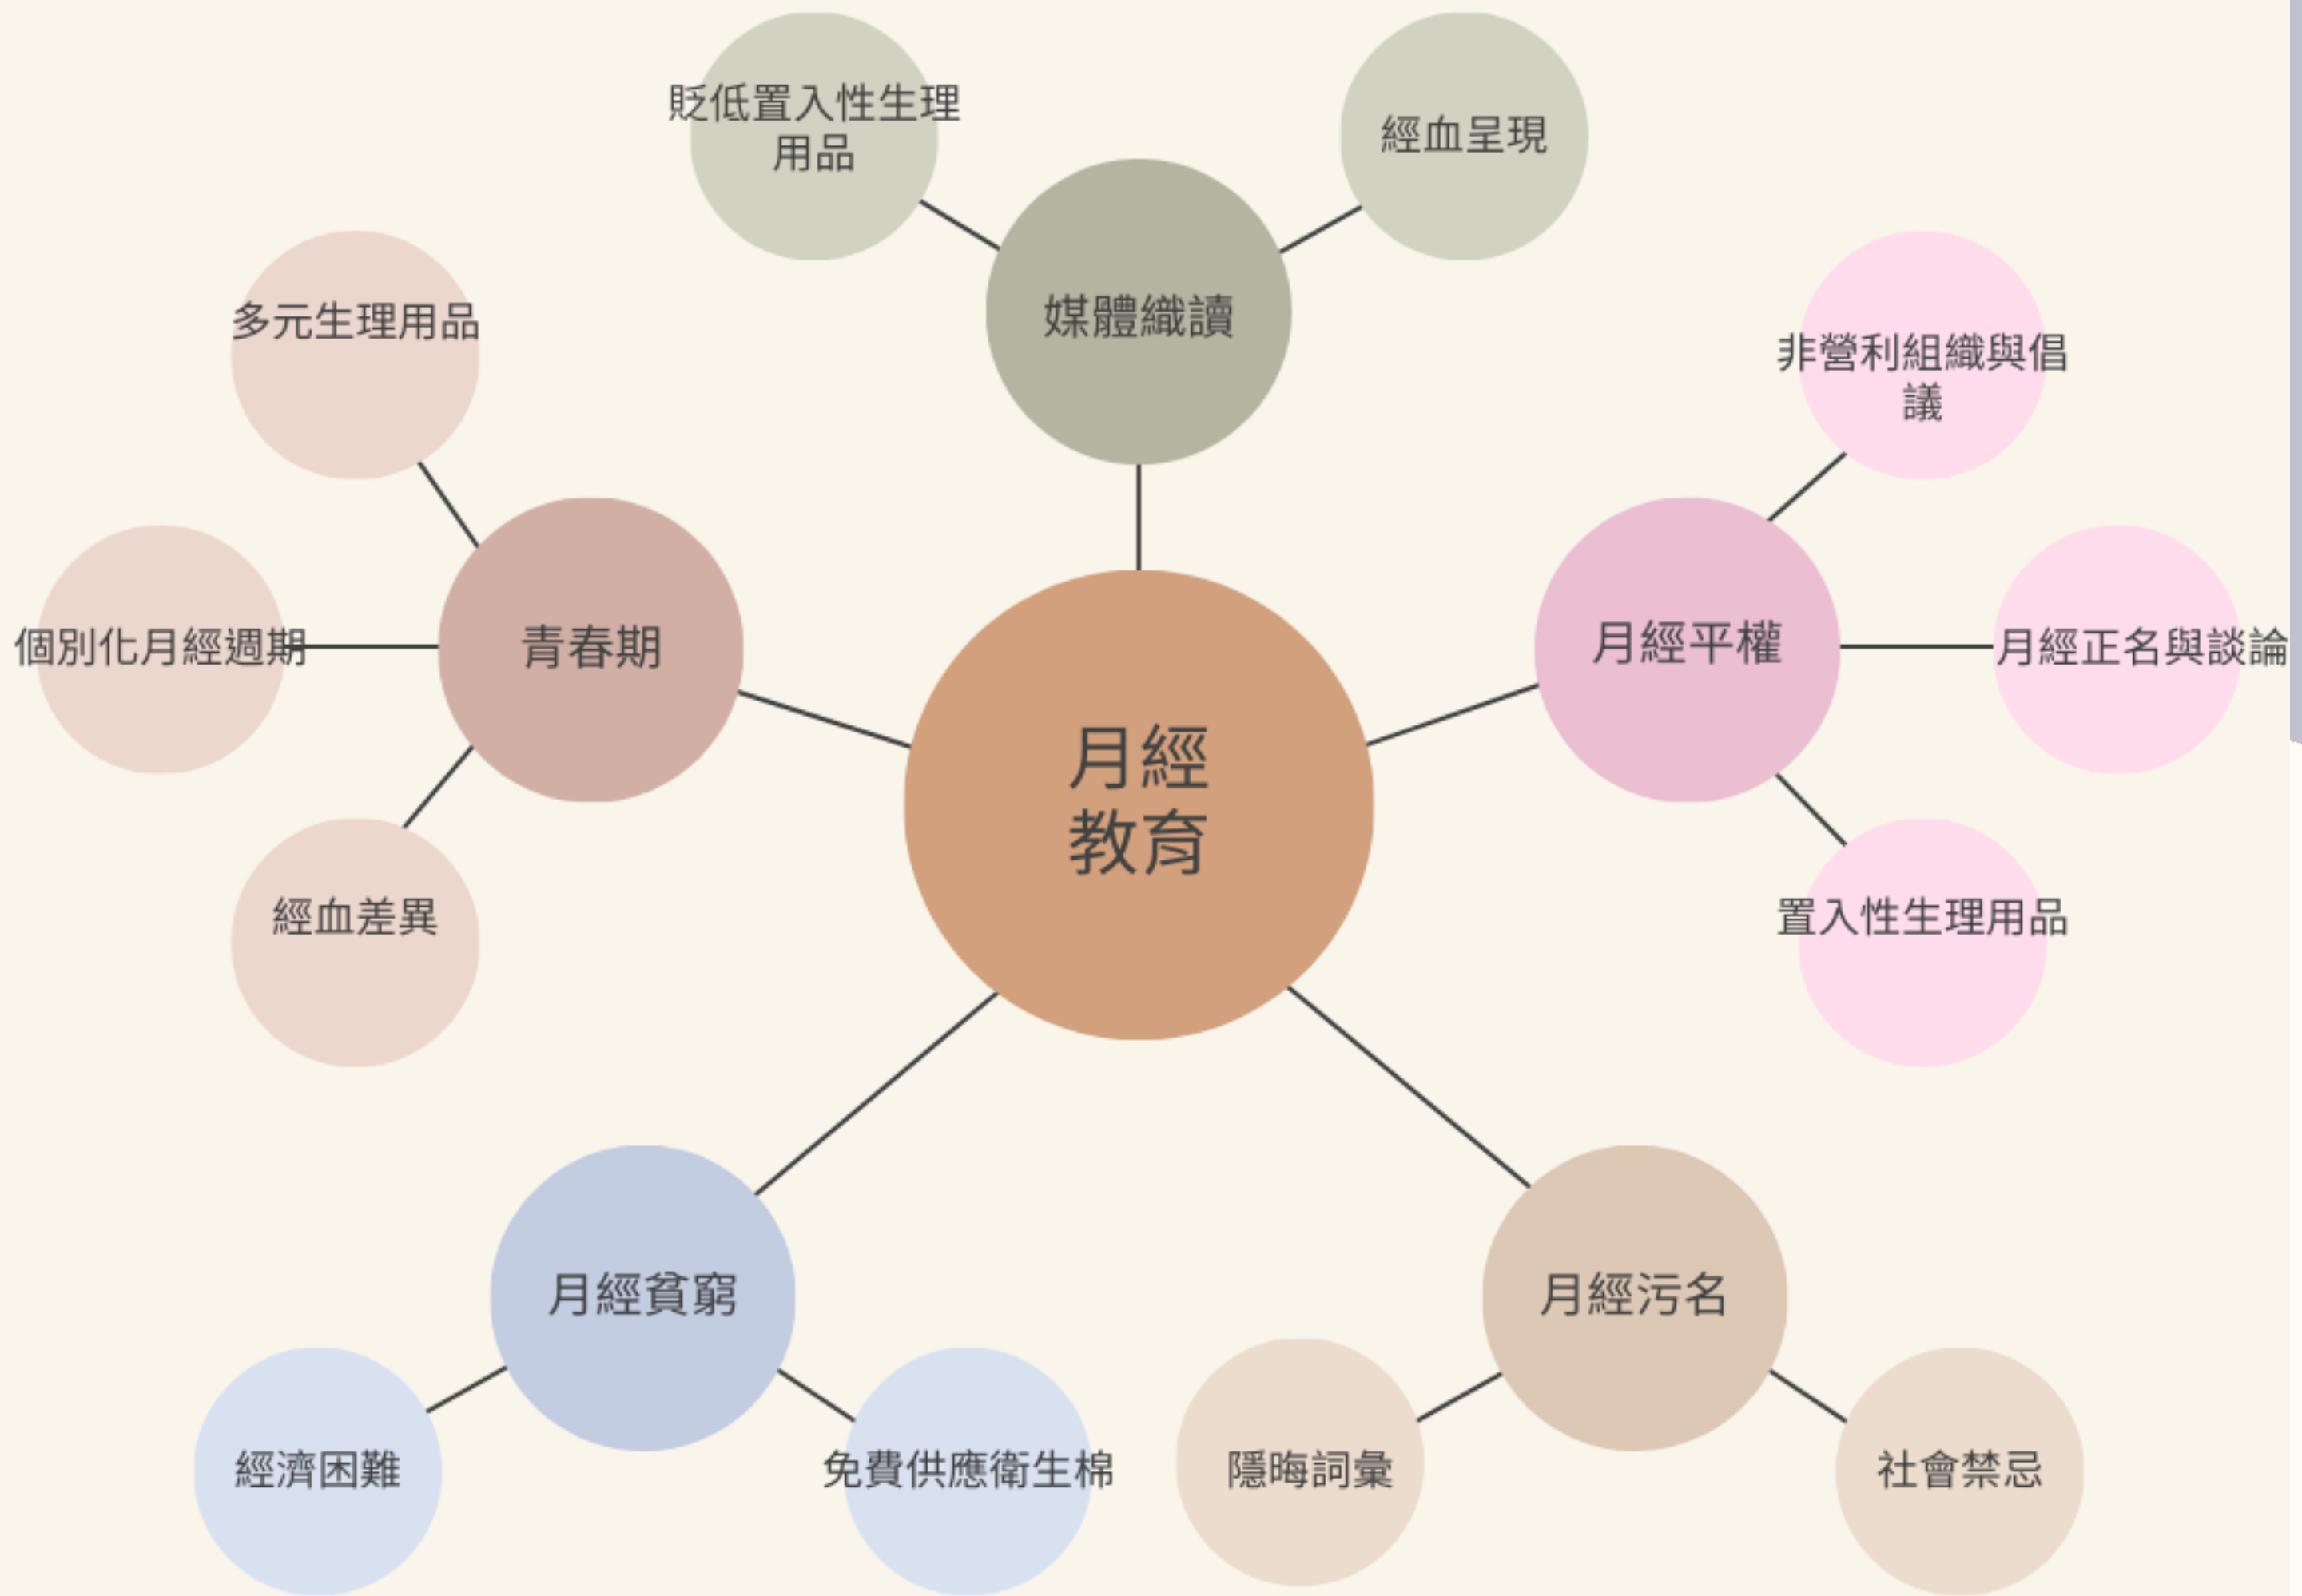 貶低置入性生理
用品
經血呈現
媒體織讀
多元生理用品
非營利組織與倡
議
個別化月經週期
青春期
月經平權
月經正名與談論
月經
教育
經血差異
置入性生理用品
月經貧窮
月經污名
經濟困難
免費供應衛生棉
隱晦詞彙
社會禁忌